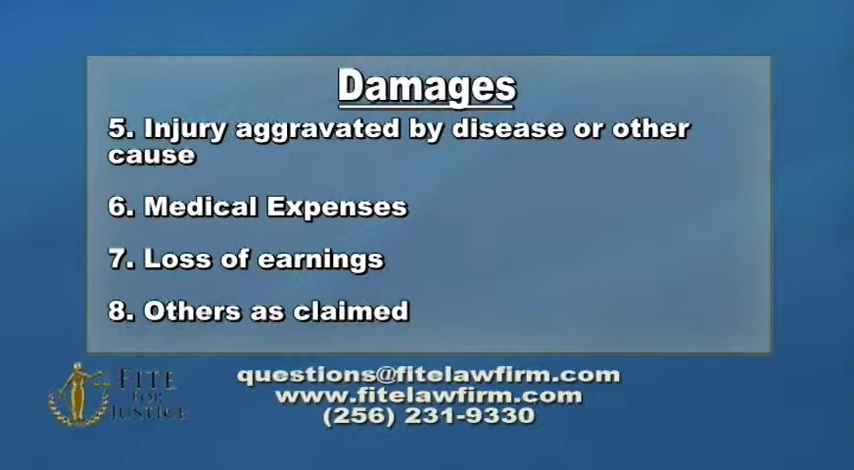 Damages
5. Injury aggravated by disease or other
cause
6. Medical Expenses
7. Loss of earnings
8. Others as claimed
FITE
FOR
JUSTICE
questions@fitelawfirm.com
www.fitelawfirm.com
(256) 231-9330